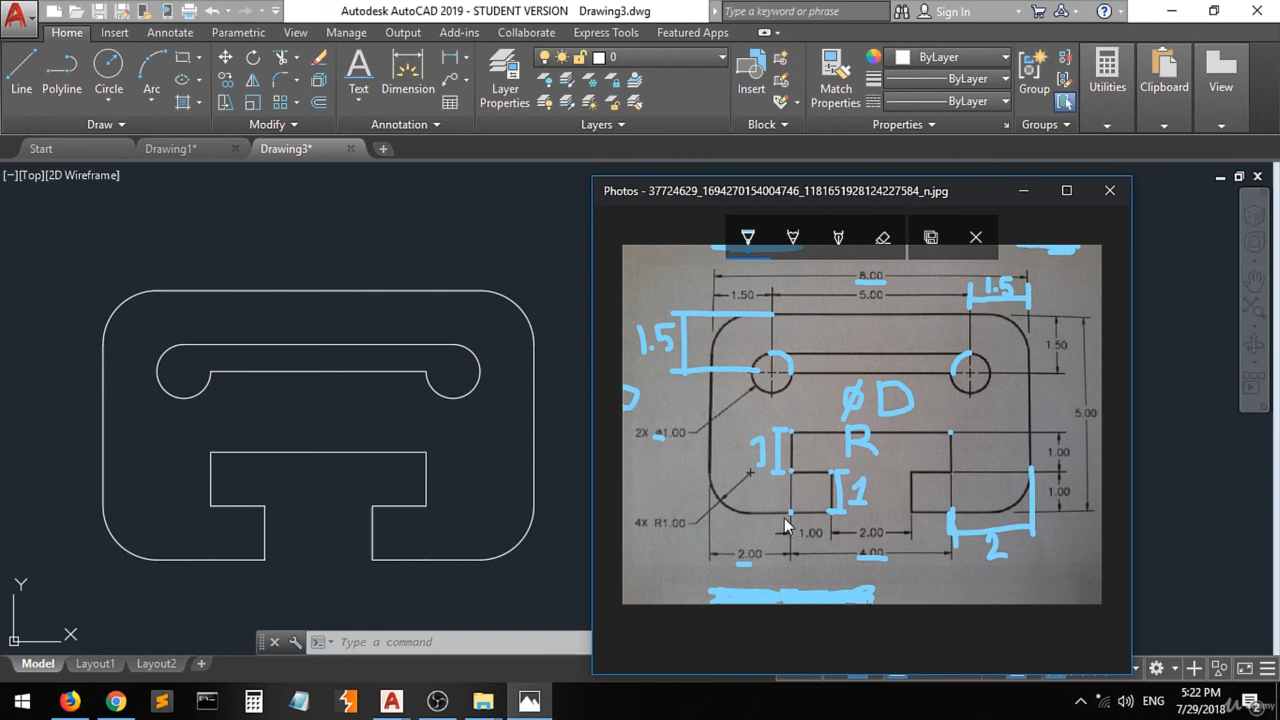 Autodesk AutoCAD 2019 - STUDENT VERSION Drawing3.dwg
Type a keyword or phrase
Sign In
Home Insert Annotate Parametric View Manage Output Add-ins Collaborate Express Tools Featured Apps
0
ByLayer
ByLayer
ByLayer
Line Polyline Circle Arc Text Dimension Layer Properties Insert Match Properties Group Utilities Clipboard View
Draw Modify Annotation Layers Block Properties Groups
Start Drawing1* Drawing3*
[−][Top][2D Wireframe]
Photos - 37724629_1694270154004746_1181651928124227584_n.jpg
8.00
1.50 5.00 1.5
1.5 1.50
ØD
5.00
2X ø1.00
R
1 1.00
1 1.00
4X R1.00
1.00 2.00
2
2.00 4.00
Y
X
Type a command
Model Layout1 Layout2
ENG
5:22 PM
7/29/2018
2